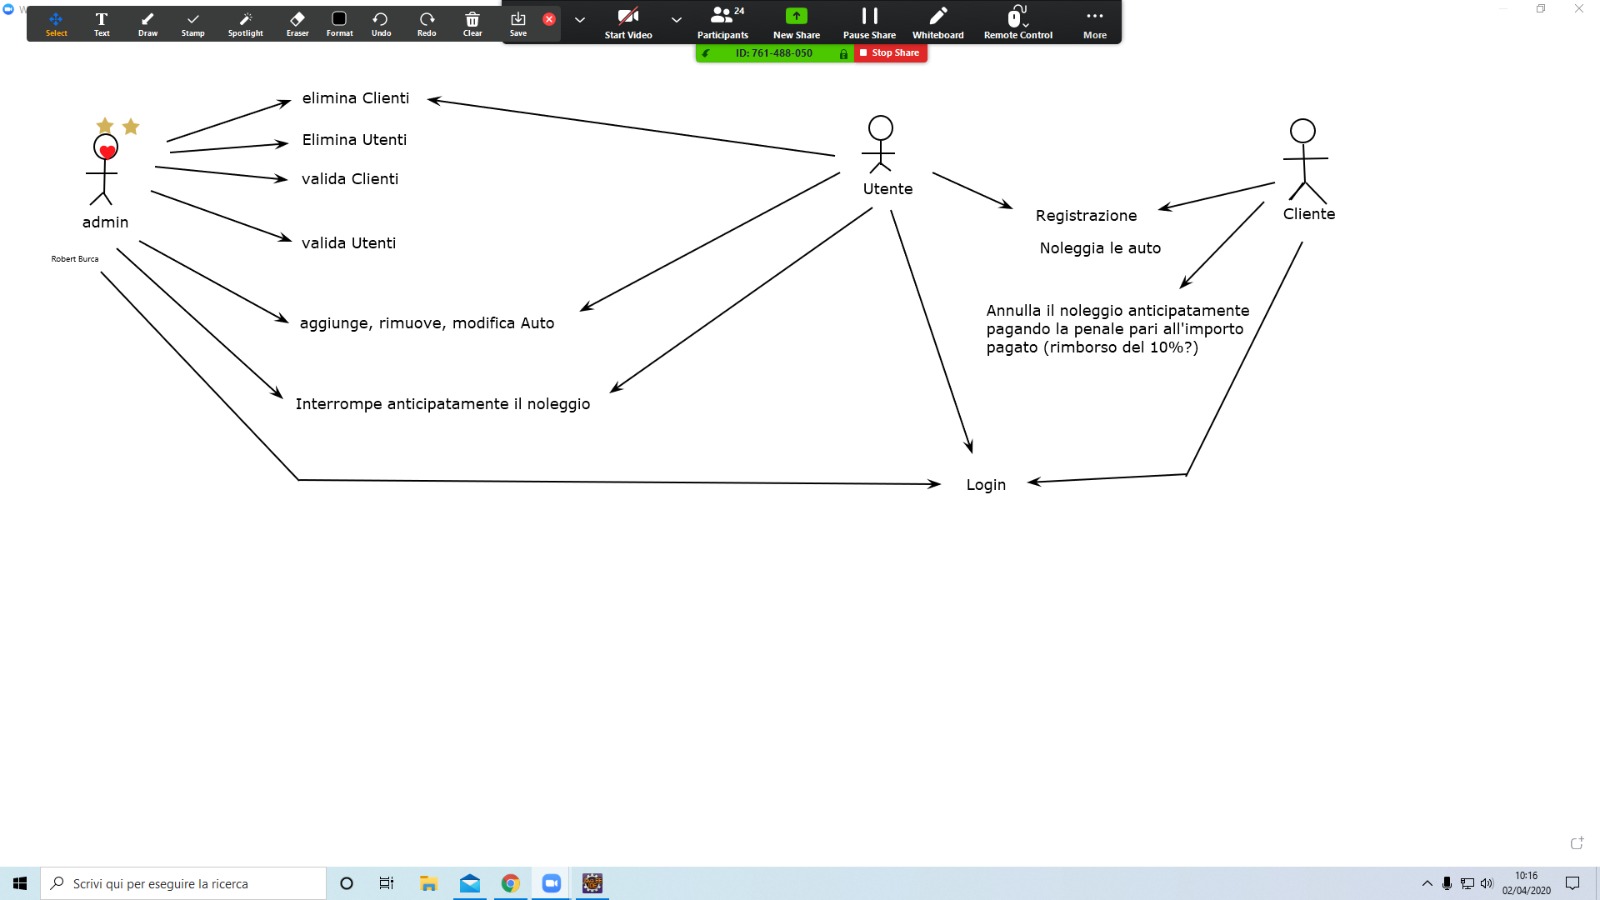 W
Select
Text
Draw
Stamp
Spotlight
Eraser
Format
Undo
Redo
Clear
Save
Start Video
24
Participants
New Share
Pause Share
Whiteboard
Remote Control
More
ID: 761-488-050
Stop Share
elimina Clienti
Elimina Utenti
valida Clienti
valida Utenti
admin
Robert Burca
aggiunge, rimuove, modifica Auto
Interrompe anticipatamente il noleggio
Utente
Registrazione
Noleggia le auto
Cliente
Annulla il noleggio anticipatamente
pagando la penale pari all'importo
pagato (rimborso del 10%?)
Login
Scrivi qui per eseguire la ricerca
10:16
02/04/2020